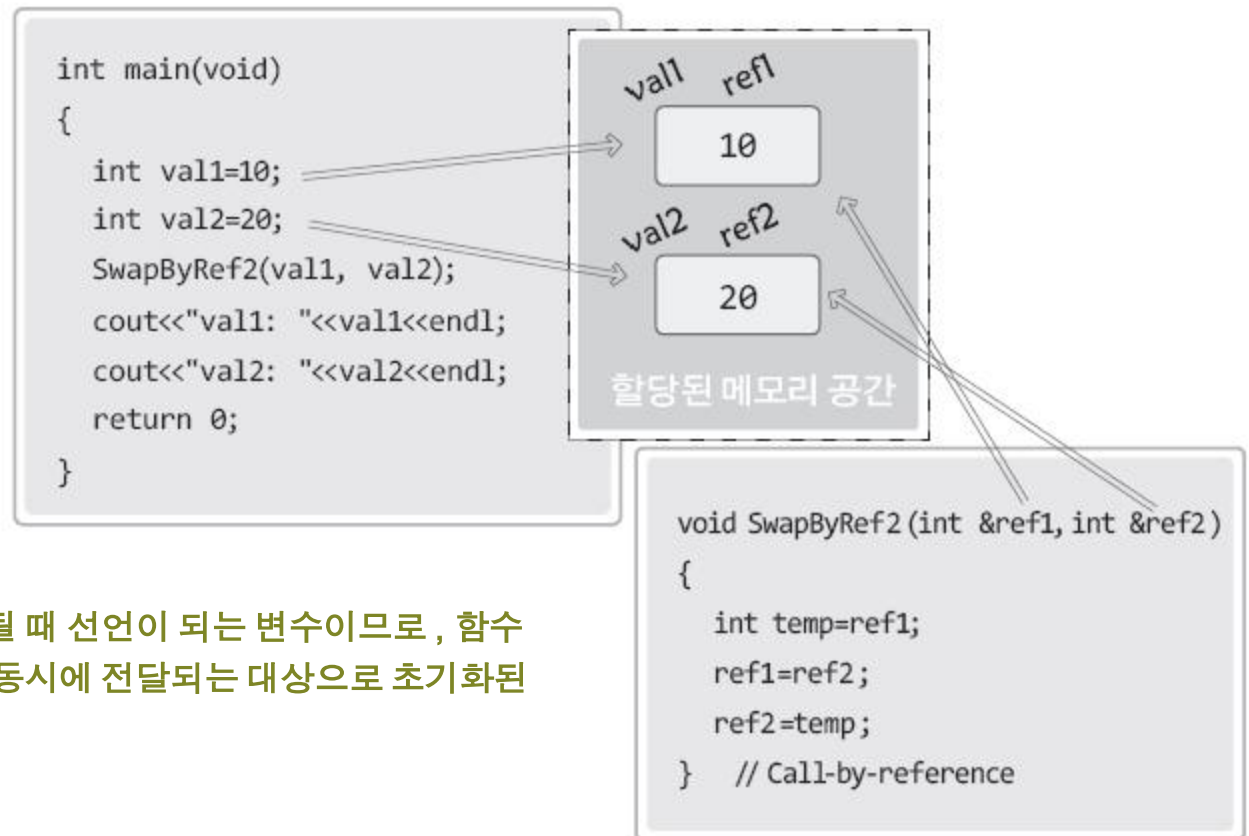 int main(void)
{
int val1=10;
int val2=20;
SwapByRef2(val1, val2);
cout<<"val1: "<<val1<<endl;
cout<<"val2: "<<val2<<endl;
return 0;
}
val1 ref1
10
val2 ref2
20
할당된 메모리 공간
void SwapByRef2(int &ref1, int &ref2)
{
int temp=ref1;
ref1=ref2;
ref2=temp;
} // Call-by-reference
될 때 선언이 되는 변수이므로, 함수
동시에 전달되는 대상으로 초기화된